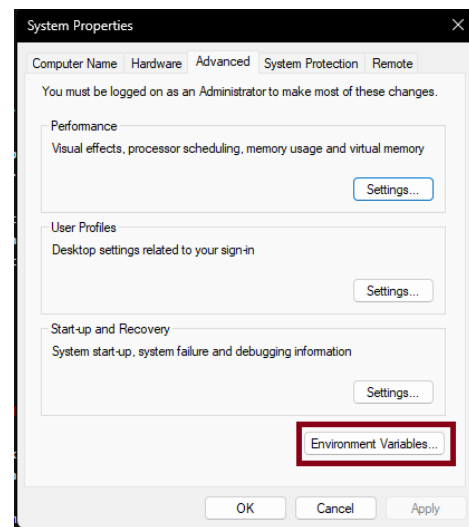 System Properties
Computer Name Hardware Advanced System Protection Remote
You must be logged on as an Administrator to make most of these changes.
Performance
Visual effects, processor scheduling, memory usage and virtual memory
Settings...
User Profiles
Desktop settings related to your sign-in
Settings...
Start-up and Recovery
System start-up, system failure and debugging information
Settings...
Environment Variables...
OK Cancel Apply